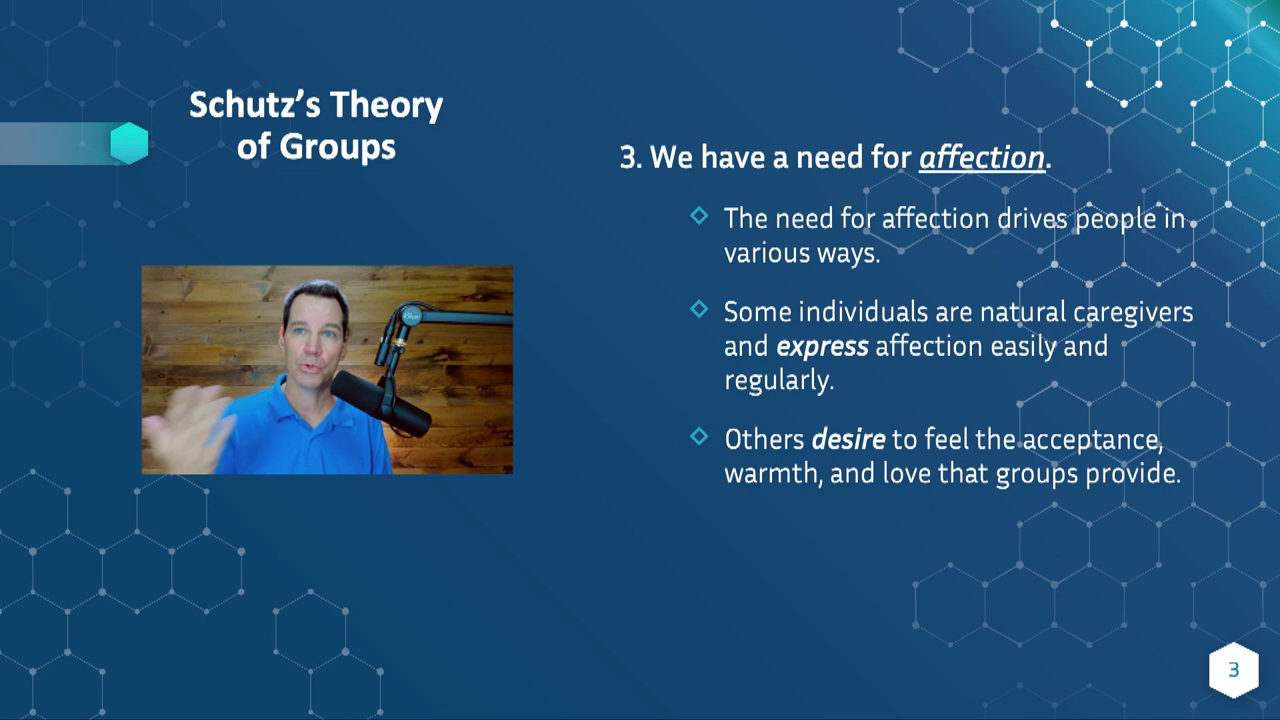 Schutz's Theory
of Groups
3. We have a need for affection.
The need for affection drives people in
various ways.
Some individuals are natural caregivers
and express affection easily and
regularly.
Others desire to feel the acceptance,
warmth, and love that groups provide.
Blue
3